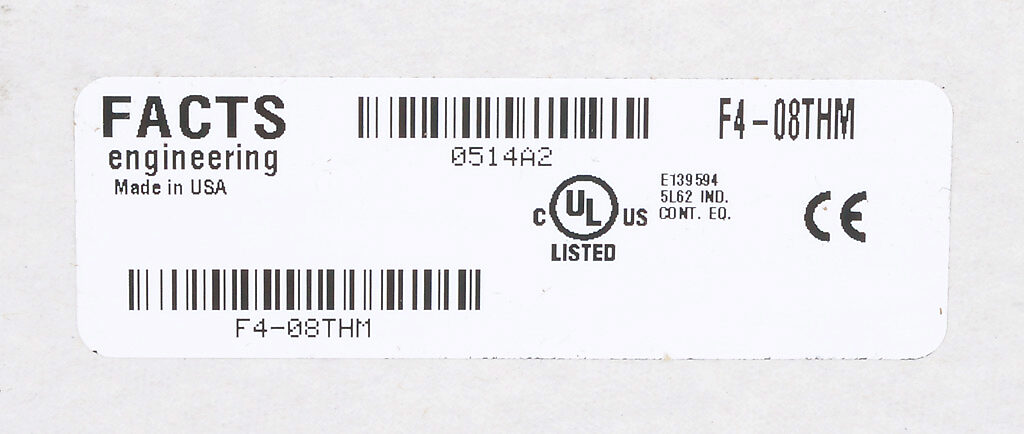 FACTS
engineering
Made in USA
0514A2
F4-08THM
C UL US
LISTED
E139594
5L62 IND.
CONT. EQ.
CE
F4-08THM